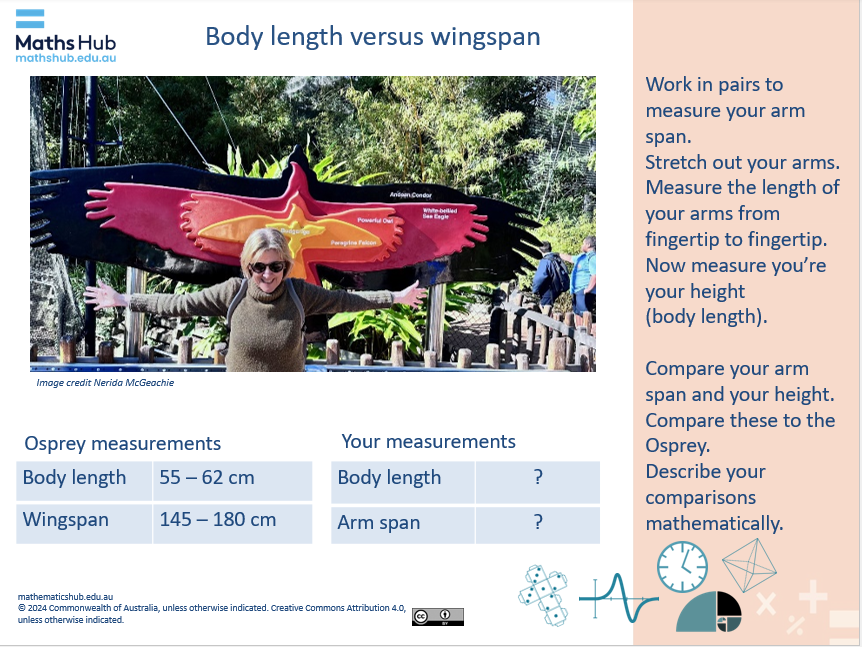 Maths Hub
mathshub.edu.au
Body length versus wingspan
Andean Condor
White-bellied
Sea Eagle
Powerful Owl
Peregrine Falcon
Image credit Nerida McGeachie
Osprey measurements
Body length 55 – 62 cm
Wingspan 145 – 180 cm
Your measurements
Body length ?
Arm span ?
Work in pairs to
measure your arm
span.
Stretch out your arms.
Measure the length of
your arms from
fingertip to fingertip.
Now measure you’re
your height
(body length).
Compare your arm
span and your height.
Compare these to the
Osprey.
Describe your
comparisons
mathematically.
mathematicshub.edu.au
© 2024 Commonwealth of Australia, unless otherwise indicated. Creative Commons Attribution 4.0,
unless otherwise indicated.
cc
BY